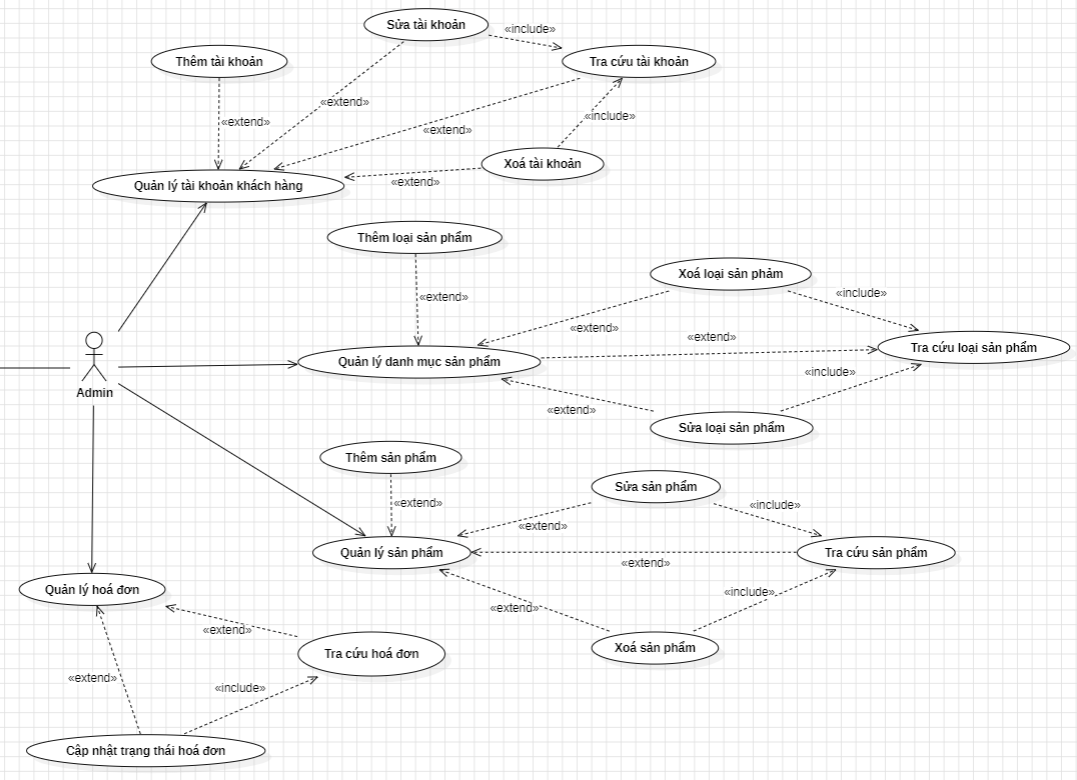 Sửa tài khoản
«include»
Thêm tài khoản
Tra cứu tài khoản
«extend»
«extend»
«include»
«extend»
Xoá tài khoản
«extend»
Quản lý tài khoản khách hàng
Thêm loại sản phẩm
Xoá loại sản phảm
«extend»
«include»
«extend»
«extend»
Tra cứu loại sản phẩm
Quản lý danh mục sản phẩm
«include»
Admin
«extend»
Sửa loại sản phẩm
Thêm sản phẩm
Sửa sản phẩm
«extend»
«include»
«extend»
Quản lý sản phẩm
Tra cứu sản phẩm
«extend»
Quản lý hoá đơn
«include»
«extend»
«extend»
Xoá sản phẩm
Tra cứu hoá đơn
«extend»
«include»
Cập nhật trạng thái hoá đơn